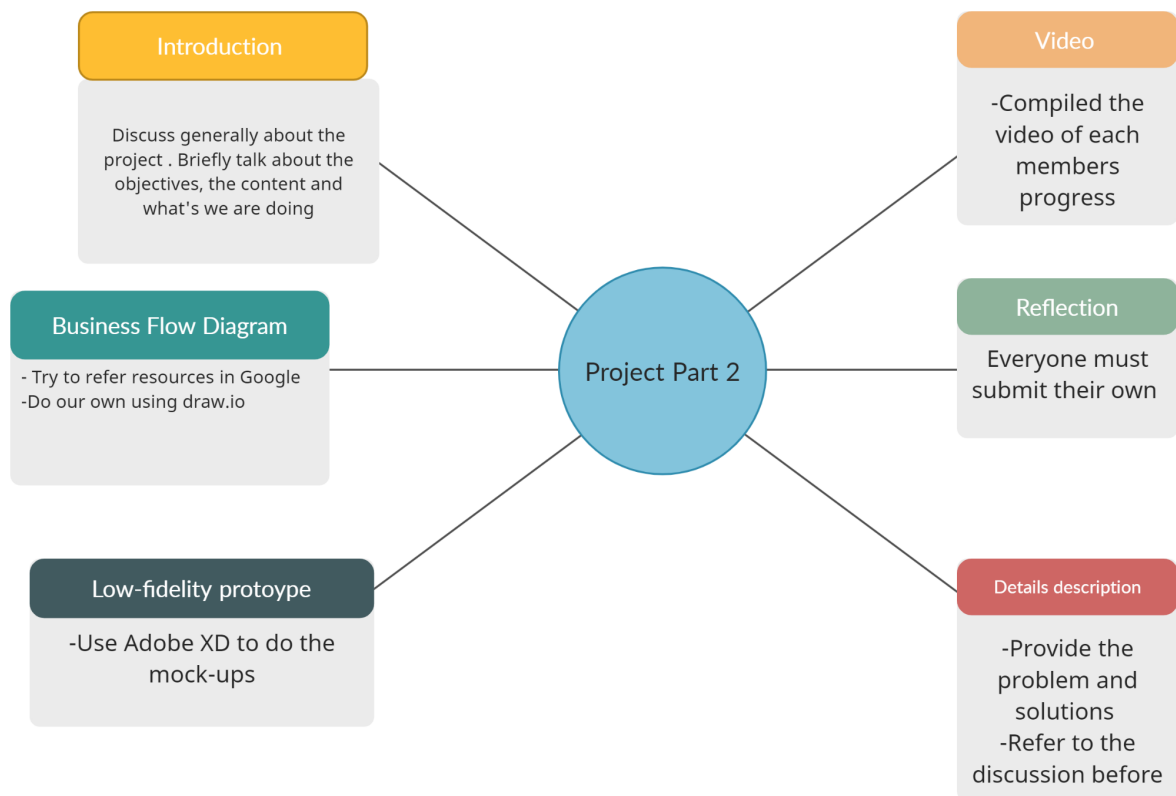 Introduction
Discuss generally about the
project . Briefly talk about the
objectives, the content and
what's we are doing
Business Flow Diagram
- Try to refer resources in Google
-Do our own using draw.io
Low-fidelity protoype
-Use Adobe XD to do the
mock-ups
Project Part 2
Video
-Compiled the
video of each
members
progress
Reflection
Everyone must
submit their own
Details description
-Provide the
problem and
solutions
-Refer to the
discussion before